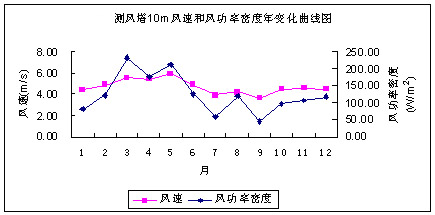 测风塔10m风速和风功率密度年变化曲线图
8.00
6.00
4.00
2.00
0.00
风速(m/s)
250.00
200.00
150.00
100.00
50.00
0.00
风功率密度
(W/m²)
1 2 3 4 5 6 7 8 9 10 11 12
月
风速 风功率密度